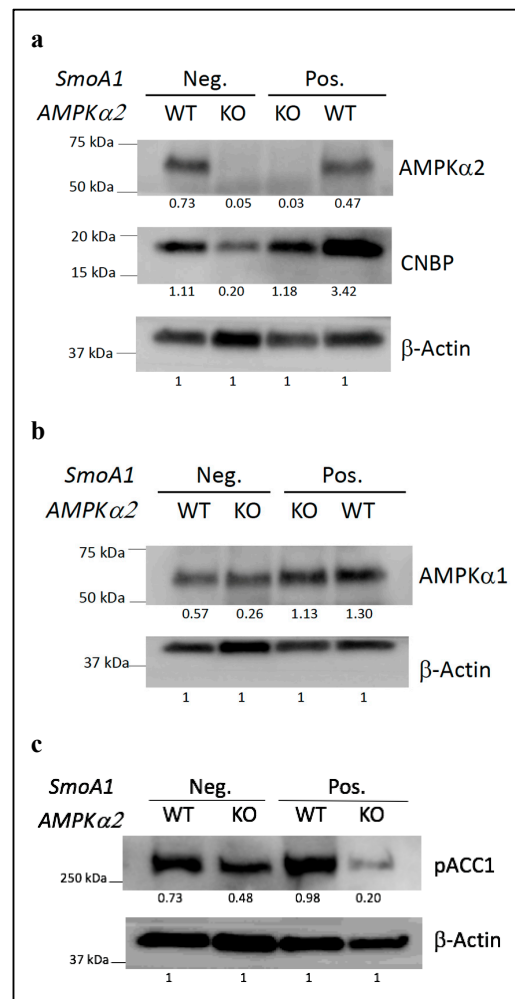 a
SmoA1 Neg. Pos.
AMPKα2 WT KO KO WT
75 kDa
AMPKα2
50 kDa
0.73 0.05 0.03 0.47
20 kDa
CNBP
15 kDa
1.11 0.20 1.18 3.42
β-Actin
37 kDa
1 1 1 1
b
SmoA1 Neg. Pos.
AMPKα2 WT KO KO WT
75 kDa
AMPKα1
50 kDa
0.57 0.26 1.13 1.30
37 kDa
β-Actin
1 1 1 1
c
SmoA1 Neg. Pos.
AMPKα2 WT KO WT KO
pACC1
250 kDa
0.73 0.48 0.98 0.20
β-Actin
37 kDa
1 1 1 1